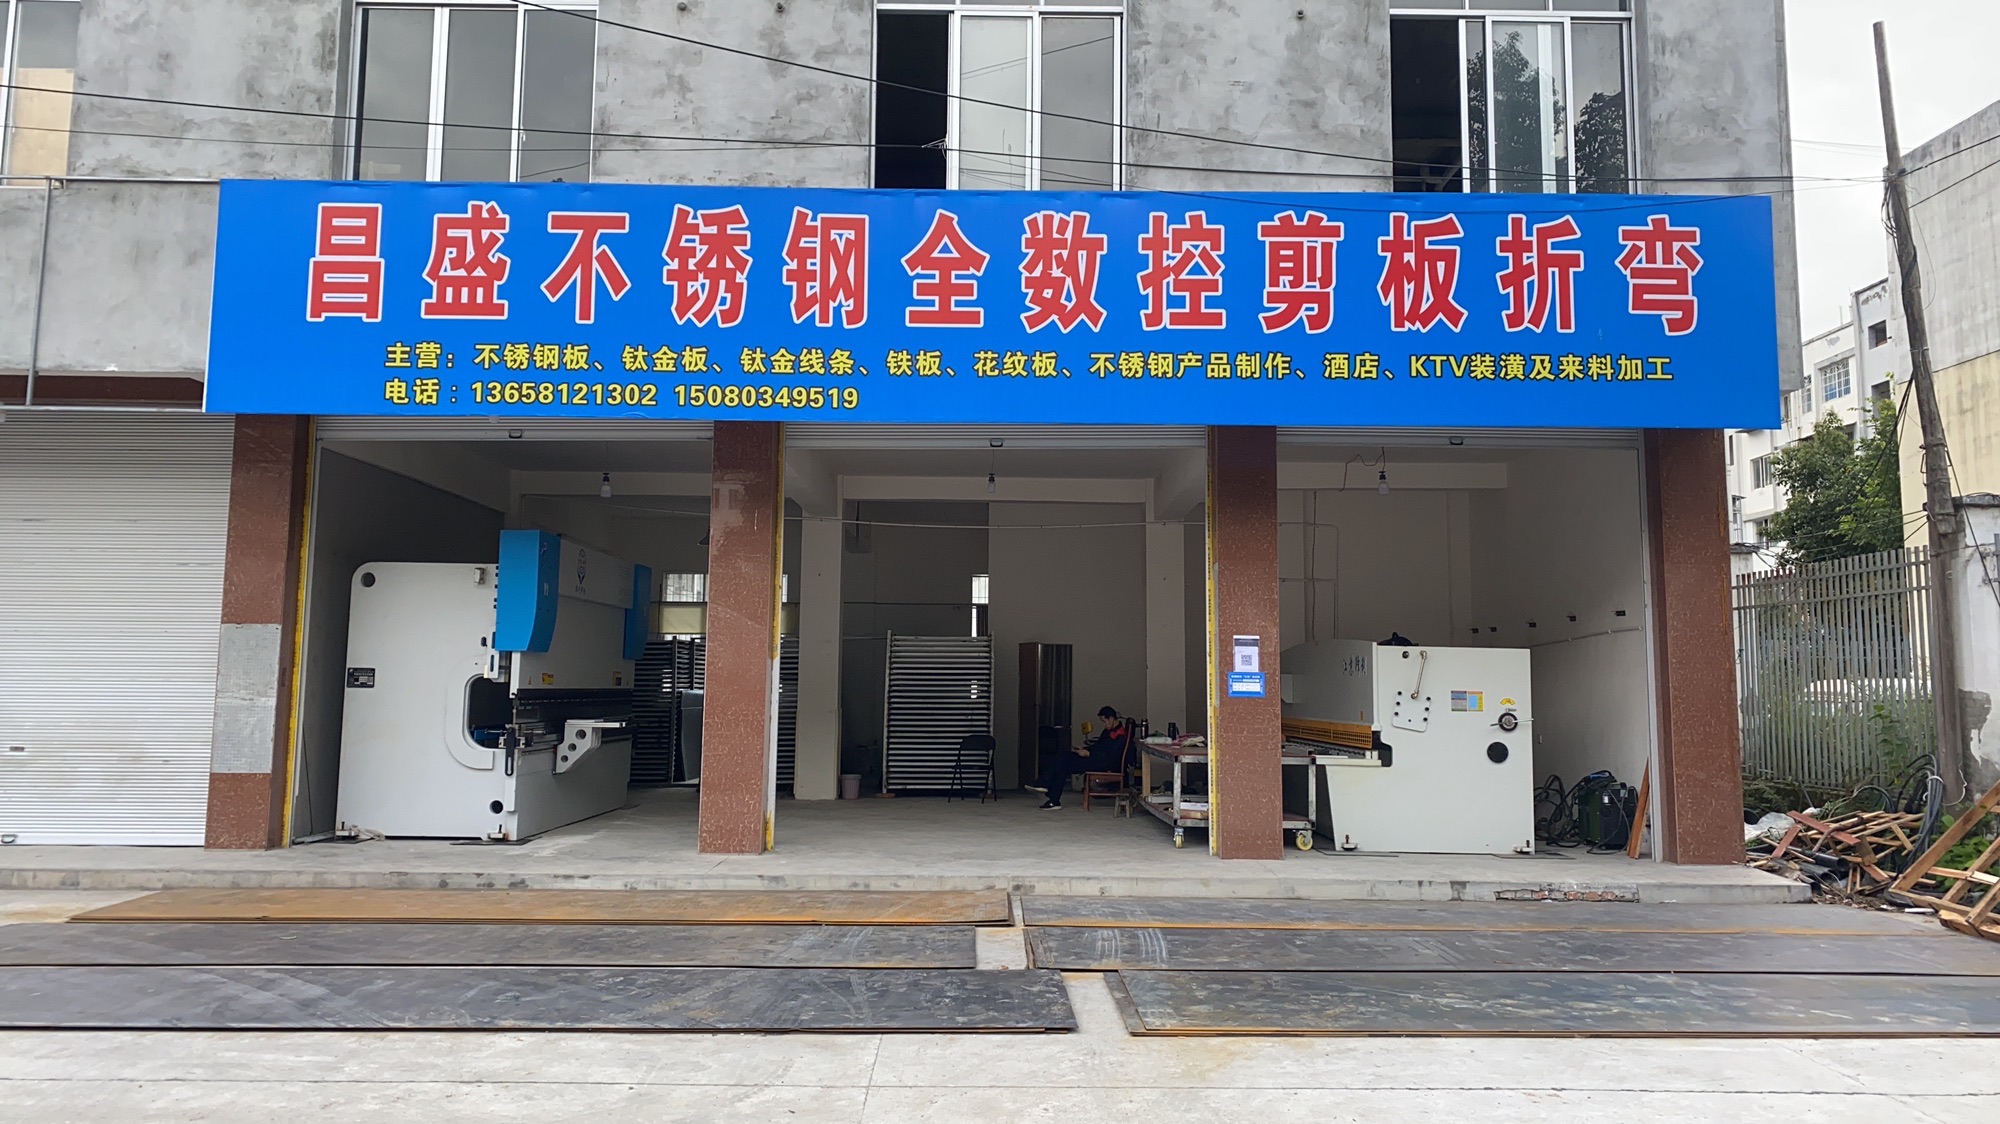 昌盛不锈钢全数控剪板折弯
主营：不锈钢板、钛金板、钛金线条、铁板、花纹板、不锈钢产品制作、酒店、KTV装潢及来料加工
电话：13658121302 15080349519